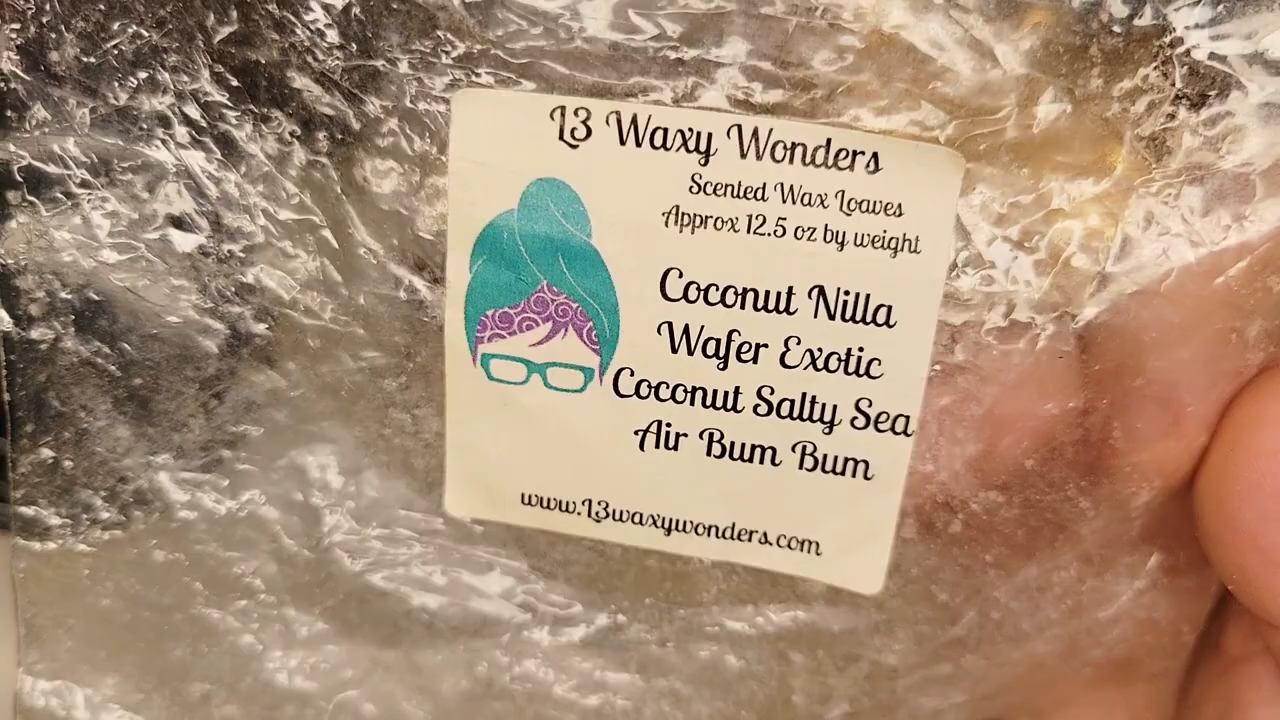 L3 Waxy Wonders
Scented Wax Loaves
Approx 12.5 oz by weight
Coconut Nilla
Wafer Exotic
Coconut Salty Sea
Air Bum Bum
www.L3waxywonders.com